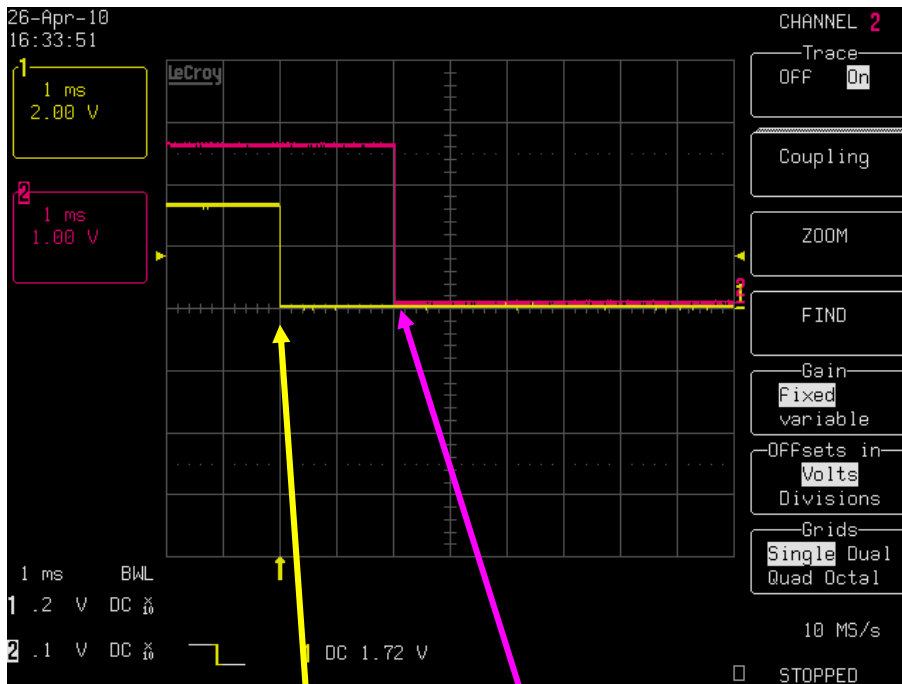 26-Apr-10
16:33:51
1
1 ms
2.00 V
2
1 ms
1.00 V
LeCroy
CHANNEL 2
Trace
OFF On
Coupling
ZOOM
FIND
Gain
Fixed
variable
OFFsets in
Volts
Divisions
Grids
Single Dual
Quad Octal
1 ms BWL
1 .2 V DC X10
2 .1 V DC X10
DC 1.72 V
10 MS/s
STOPPED